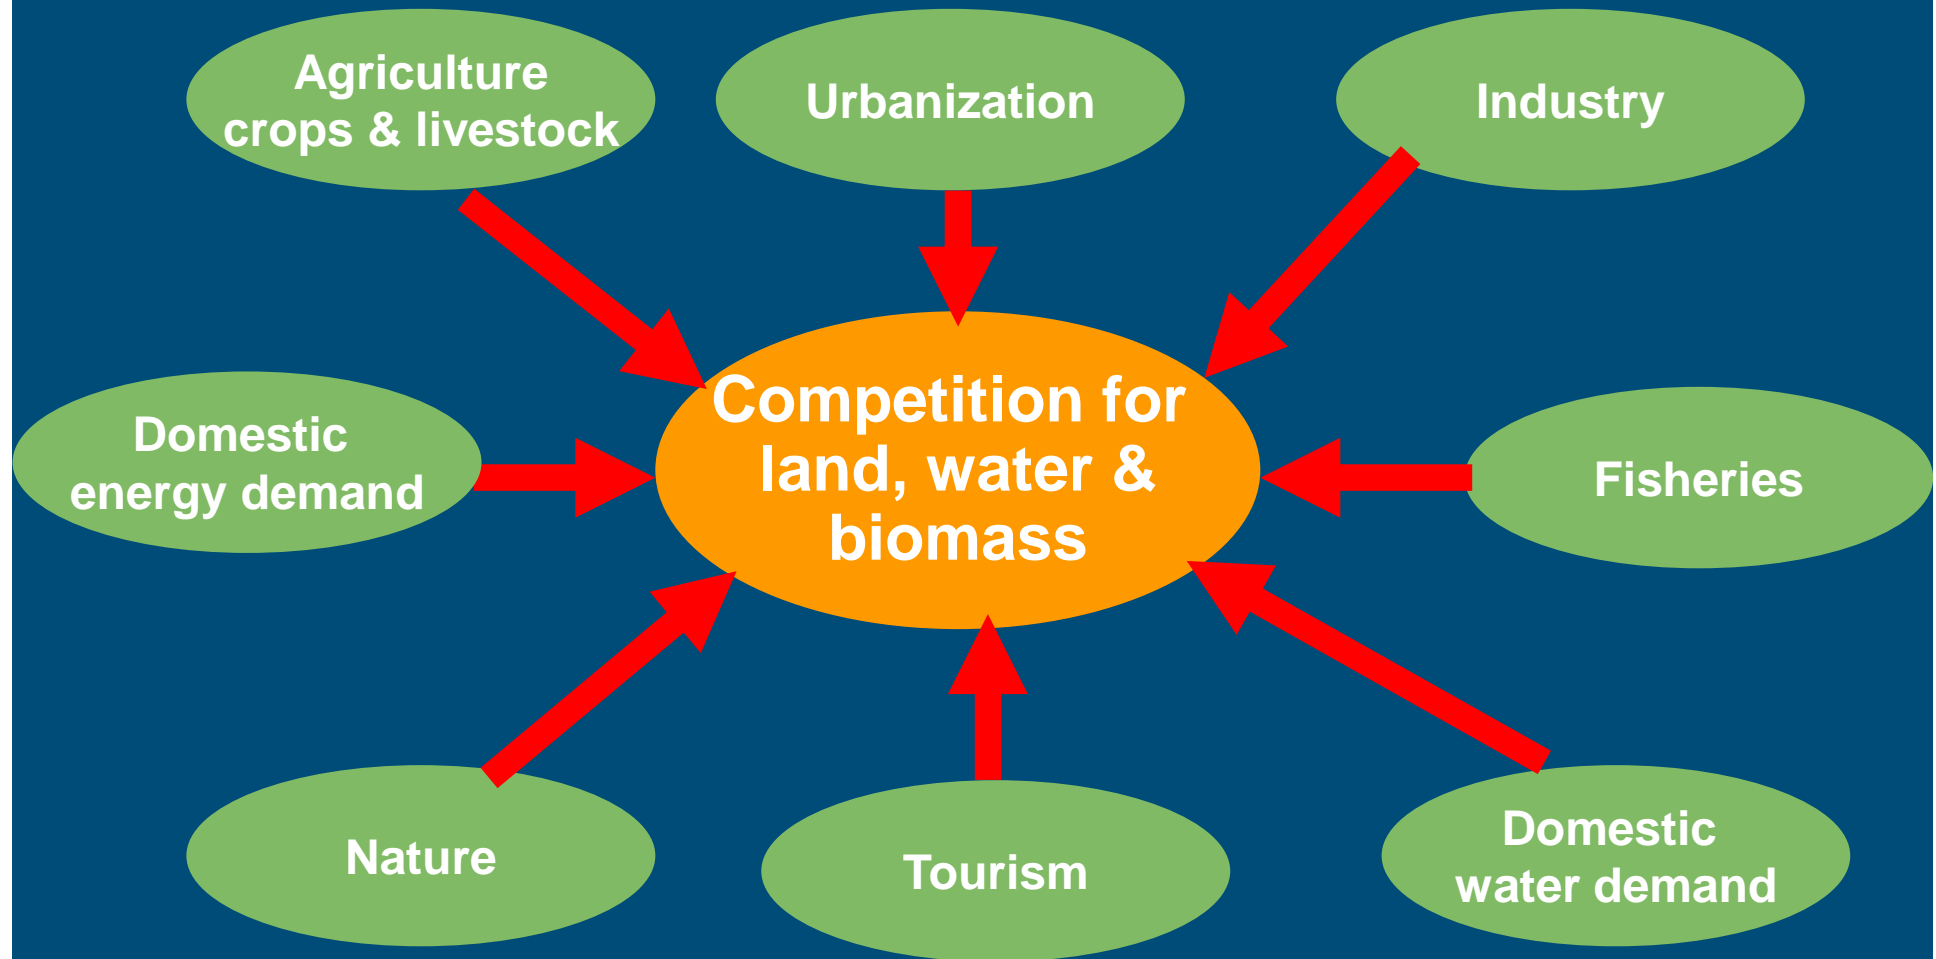 Agriculture
crops & livestock
Urbanization
Industry
Domestic
energy demand
Competition for
land, water &
biomass
Fisheries
Nature
Tourism
Domestic
water demand